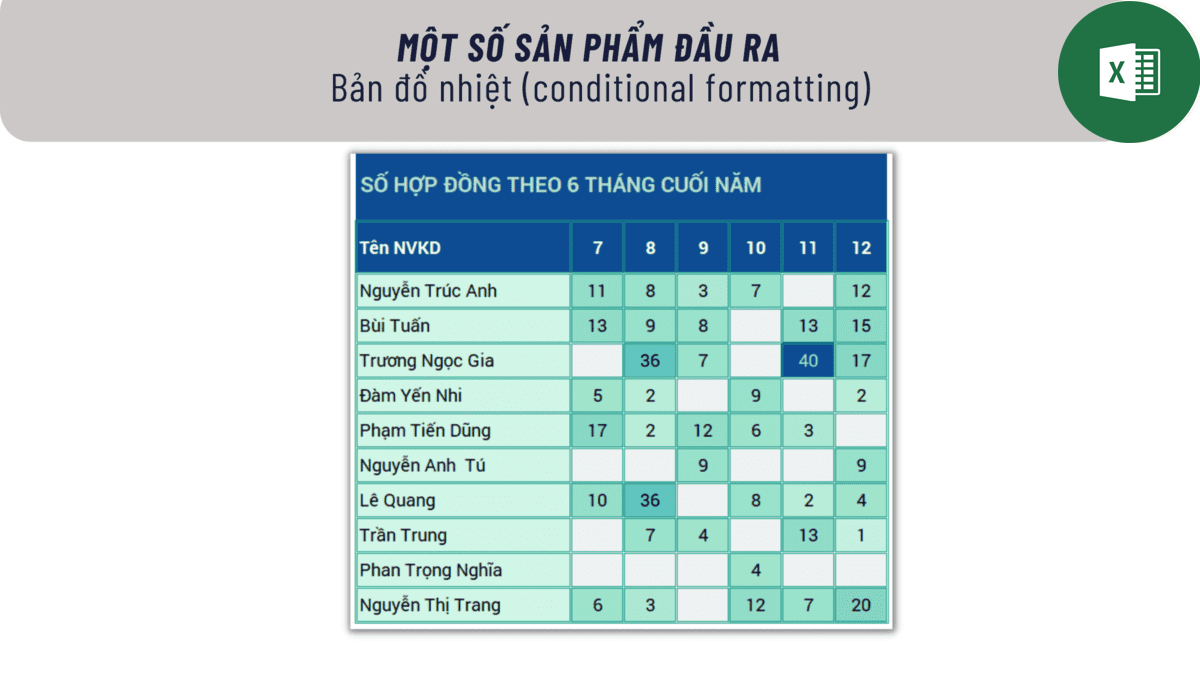 MỘT SỐ SẢN PHẨM ĐẦU RA
Bản đồ nhiệt (conditional formatting)
X
SỐ HỢP ĐỒNG THEO 6 THÁNG CUỐI NĂM
Tên NVKD 7 8 9 10 11 12
Nguyễn Trúc Anh 11 8 3 7 12
Bùi Tuấn 13 9 8 13 15
Trương Ngọc Gia 36 7 40 17
Đàm Yến Nhi 5 2 9 2
Phạm Tiến Dũng 17 2 12 6 3
Nguyễn Anh Tú 9 9
Lê Quang 10 36 8 2 4
Trần Trung 7 4 13 1
Phan Trọng Nghĩa 4
Nguyễn Thị Trang 6 3 12 7 20